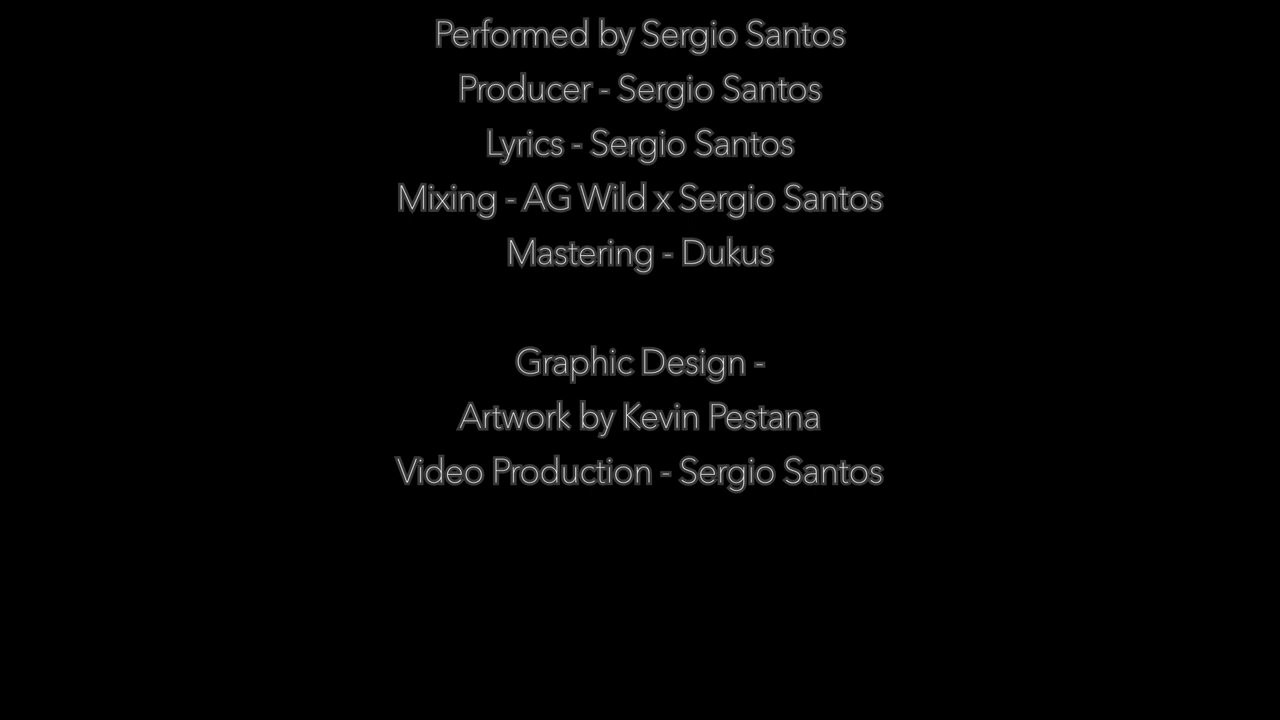 Performed by Sergio Santos
Producer - Sergio Santos
Lyrics - Sergio Santos
Mixing - AG Wild x Sergio Santos
Mastering - Dukus
Graphic Design -
Artwork by Kevin Pestana
Video Production - Sergio Santos